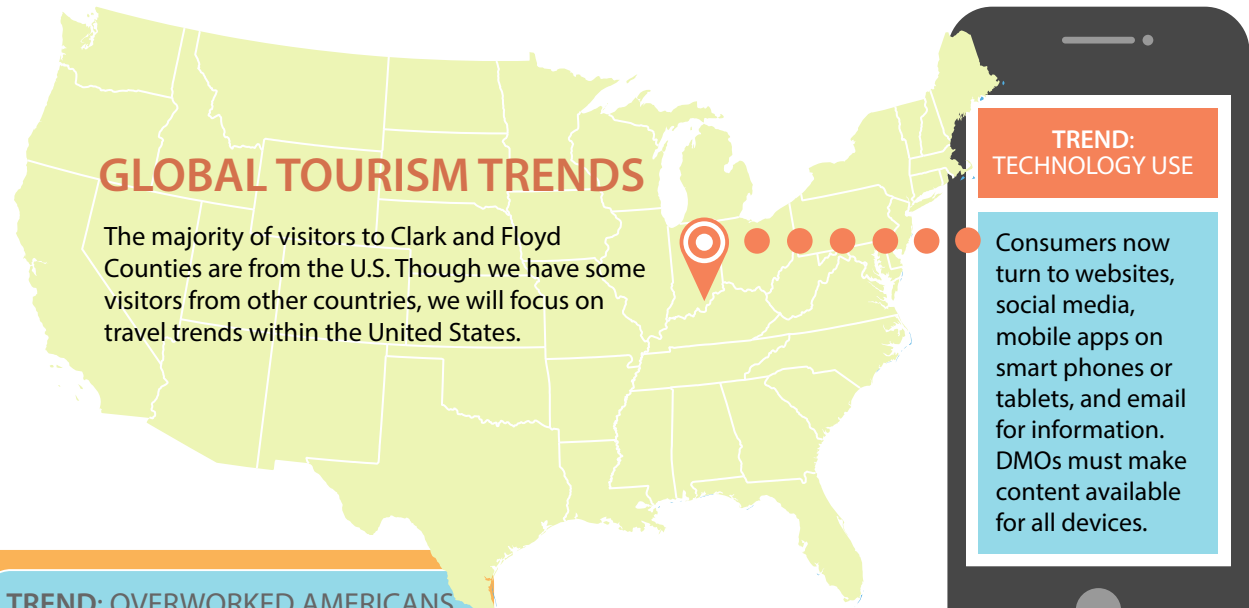 GLOBAL TOURISM TRENDS
The majority of visitors to Clark and Floyd
Counties are from the U.S. Though we have some
visitors from other countries, we will focus on
travel trends within the United States.
TREND:
TECHNOLOGY USE
Consumers now
turn to websites,
social media,
mobile apps on
smart phones or
tablets, and email
for information.
DMOs must make
content available
for all devices.
TREND: OVERWORKED AMERICANS